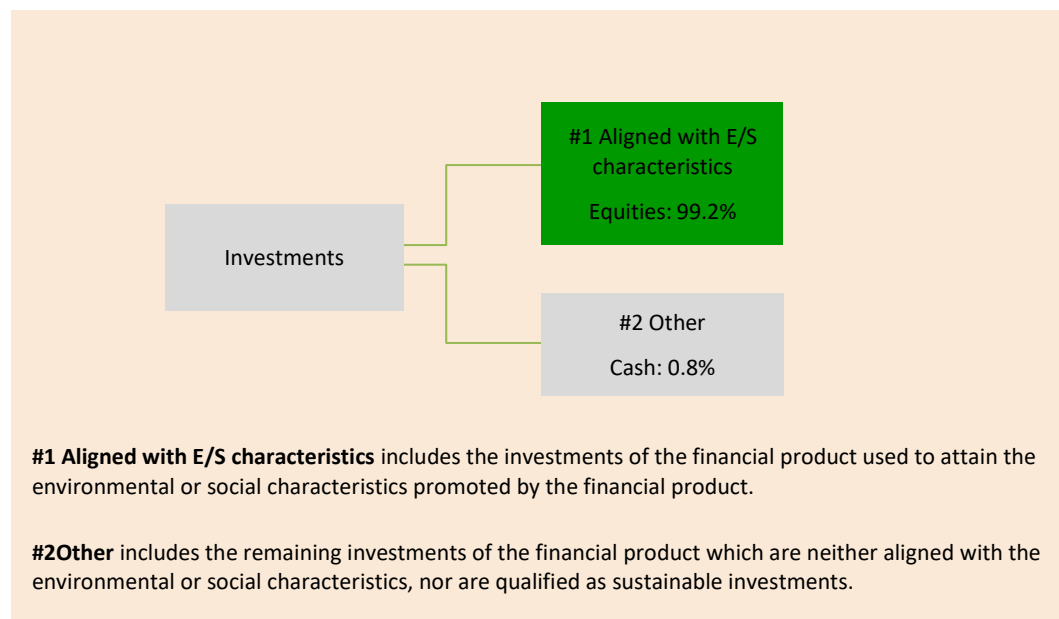 #1 Aligned with E/S
characteristics
Equities: 99.2%
Investments
#2 Other
Cash: 0.8%
#1 Aligned with E/S characteristics includes the investments of the financial product used to attain the
environmental or social characteristics promoted by the financial product.
#2Other includes the remaining investments of the financial product which are neither aligned with the
environmental or social characteristics, nor are qualified as sustainable investments.